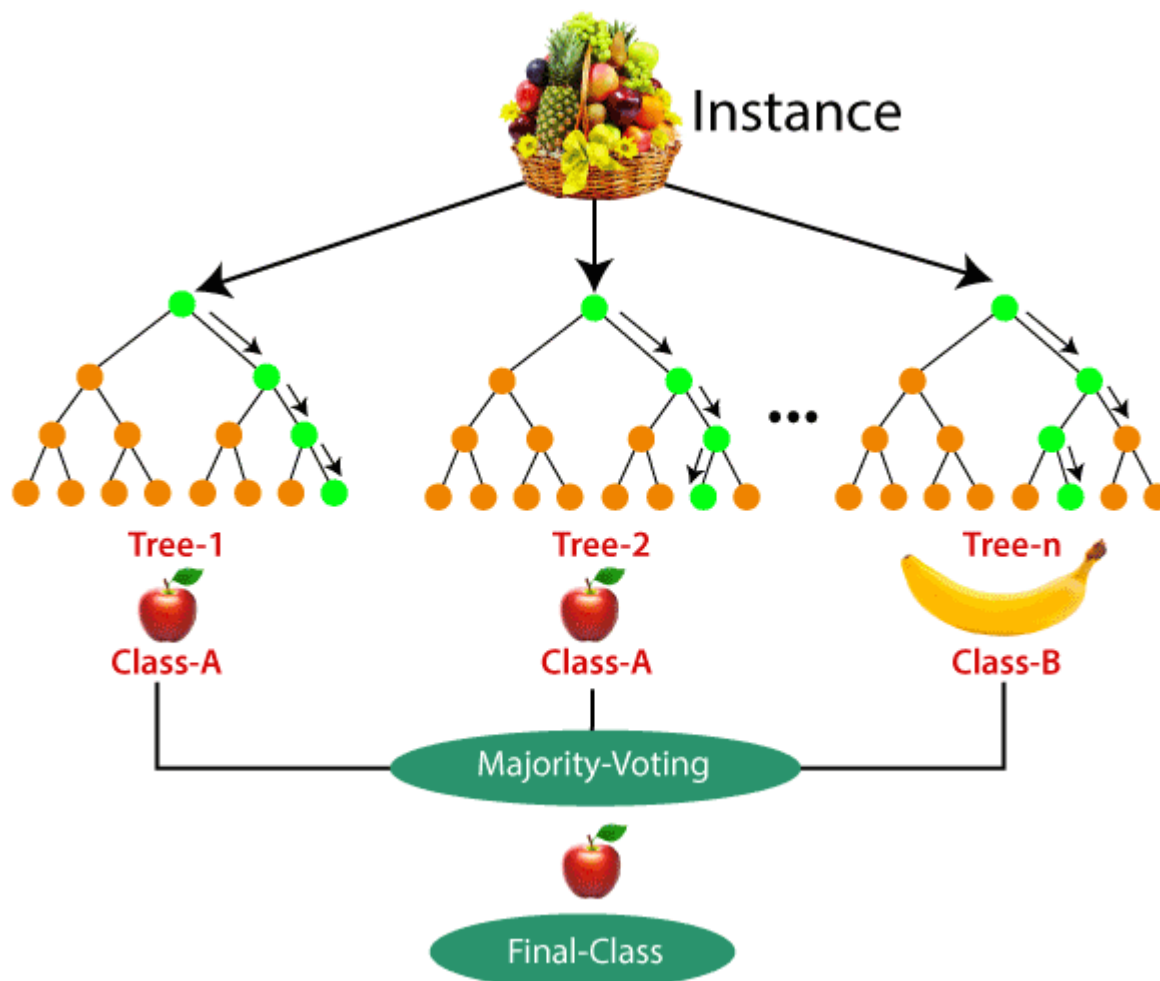 Instance
Tree-1
Tree-2
Tree-n
Class-A
Class-A
Class-B
Majority-Voting
Final-Class